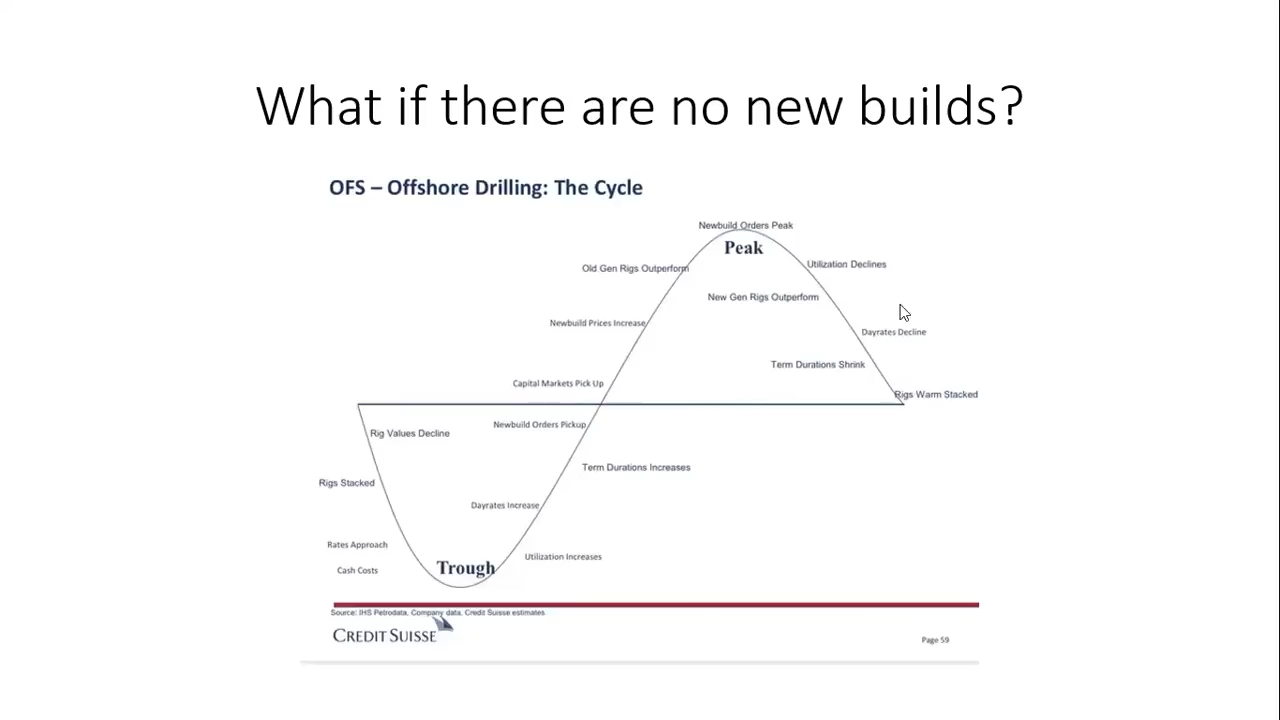 What if there are no new builds?
OFS – Offshore Drilling: The Cycle
Newbuild Orders Peak
Peak
Utilization Declines
Old Gen Rigs Outperform
New Gen Rigs Outperform
Newbuild Prices Increase
Dayrates Decline
Term Durations Shrink
Capital Markets Pick Up
Rigs Warm Stacked
Newbuild Orders Pickup
Rig Values Decline
Term Durations Increases
Rigs Stacked
Dayrates Increase
Rates Approach
Cash Costs
Utilization Increases
Trough
Source: IHS Petrodata, Company data, Credit Suisse estimates
CREDIT SUISSE
Page 59